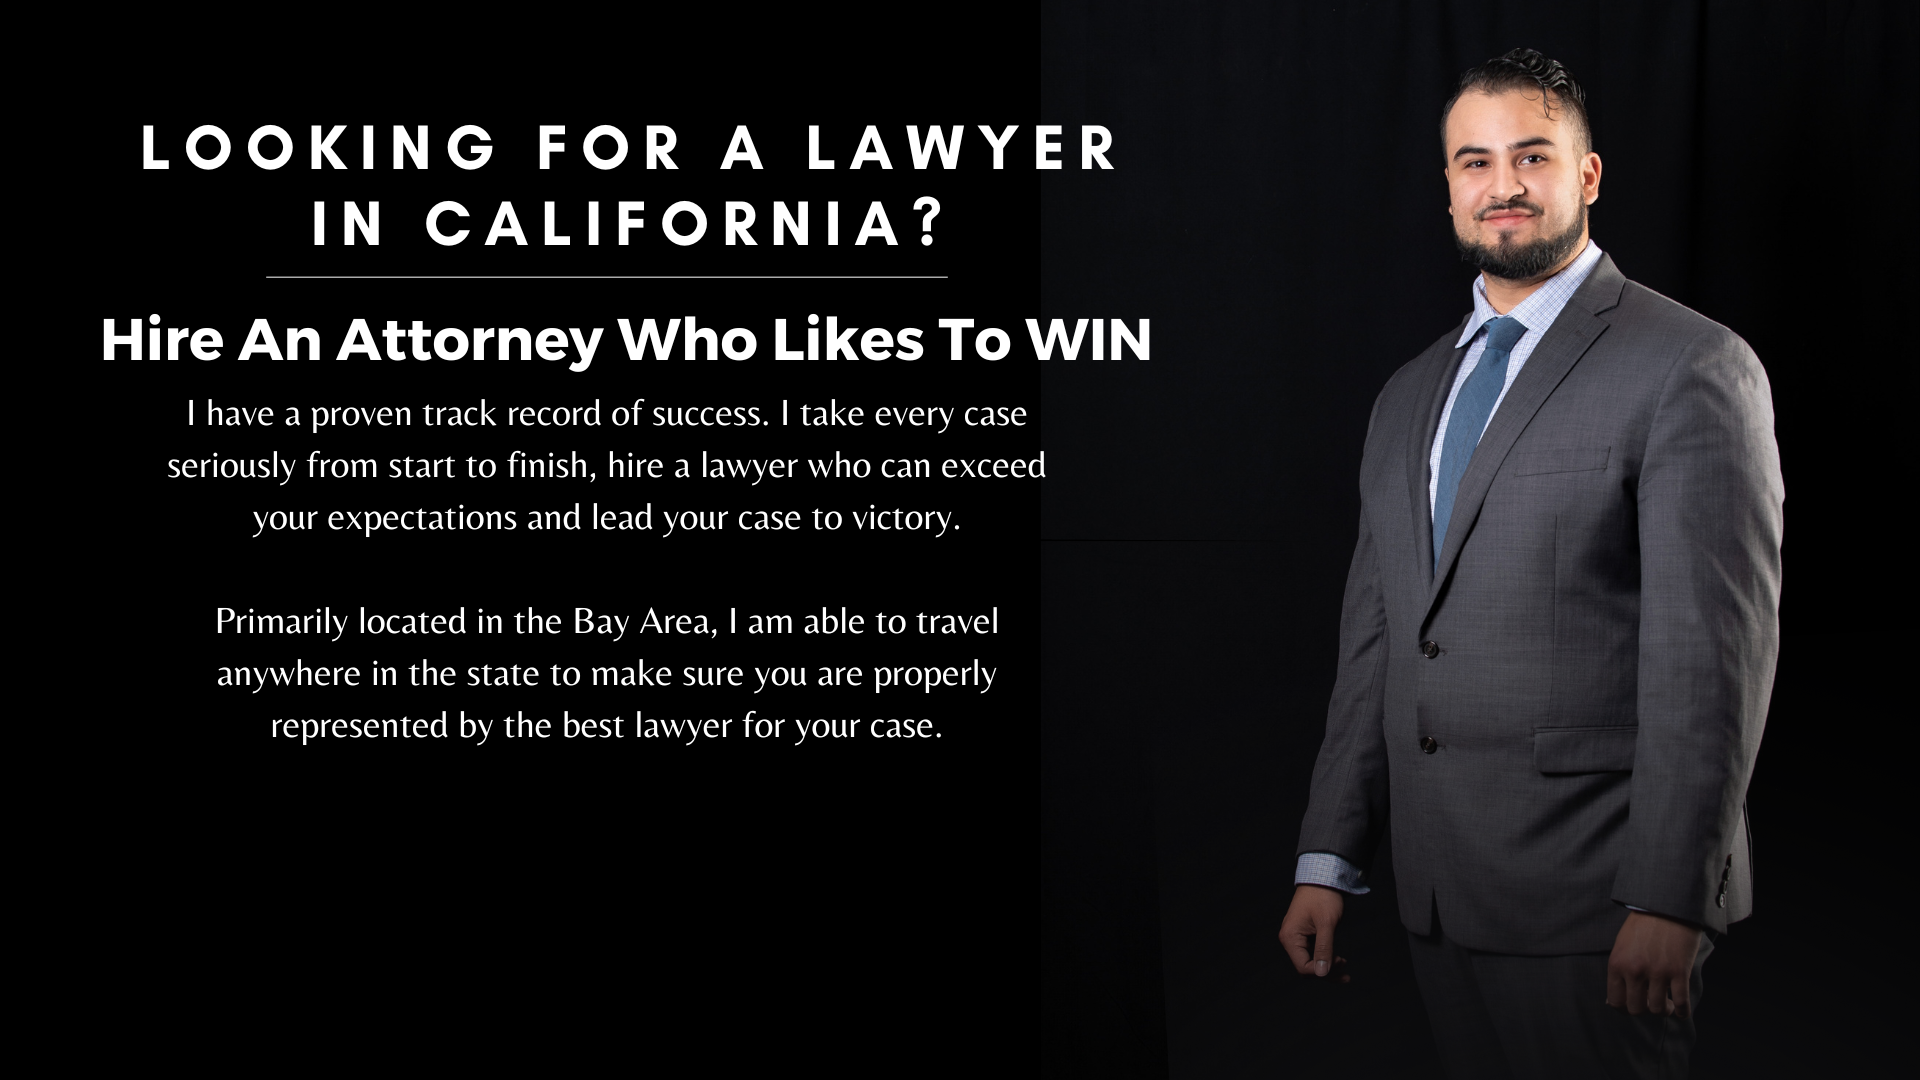 LOOKING FOR A LAWYER
IN CALIFORNIA?
Hire An Attorney Who Likes To WIN
I have a proven track record of success. I take every case
seriously from start to finish, hire a lawyer who can exceed
your expectations and lead your case to victory.
Primarily located in the Bay Area, I am able to travel
anywhere in the state to make sure you are properly
represented by the best lawyer for your case.